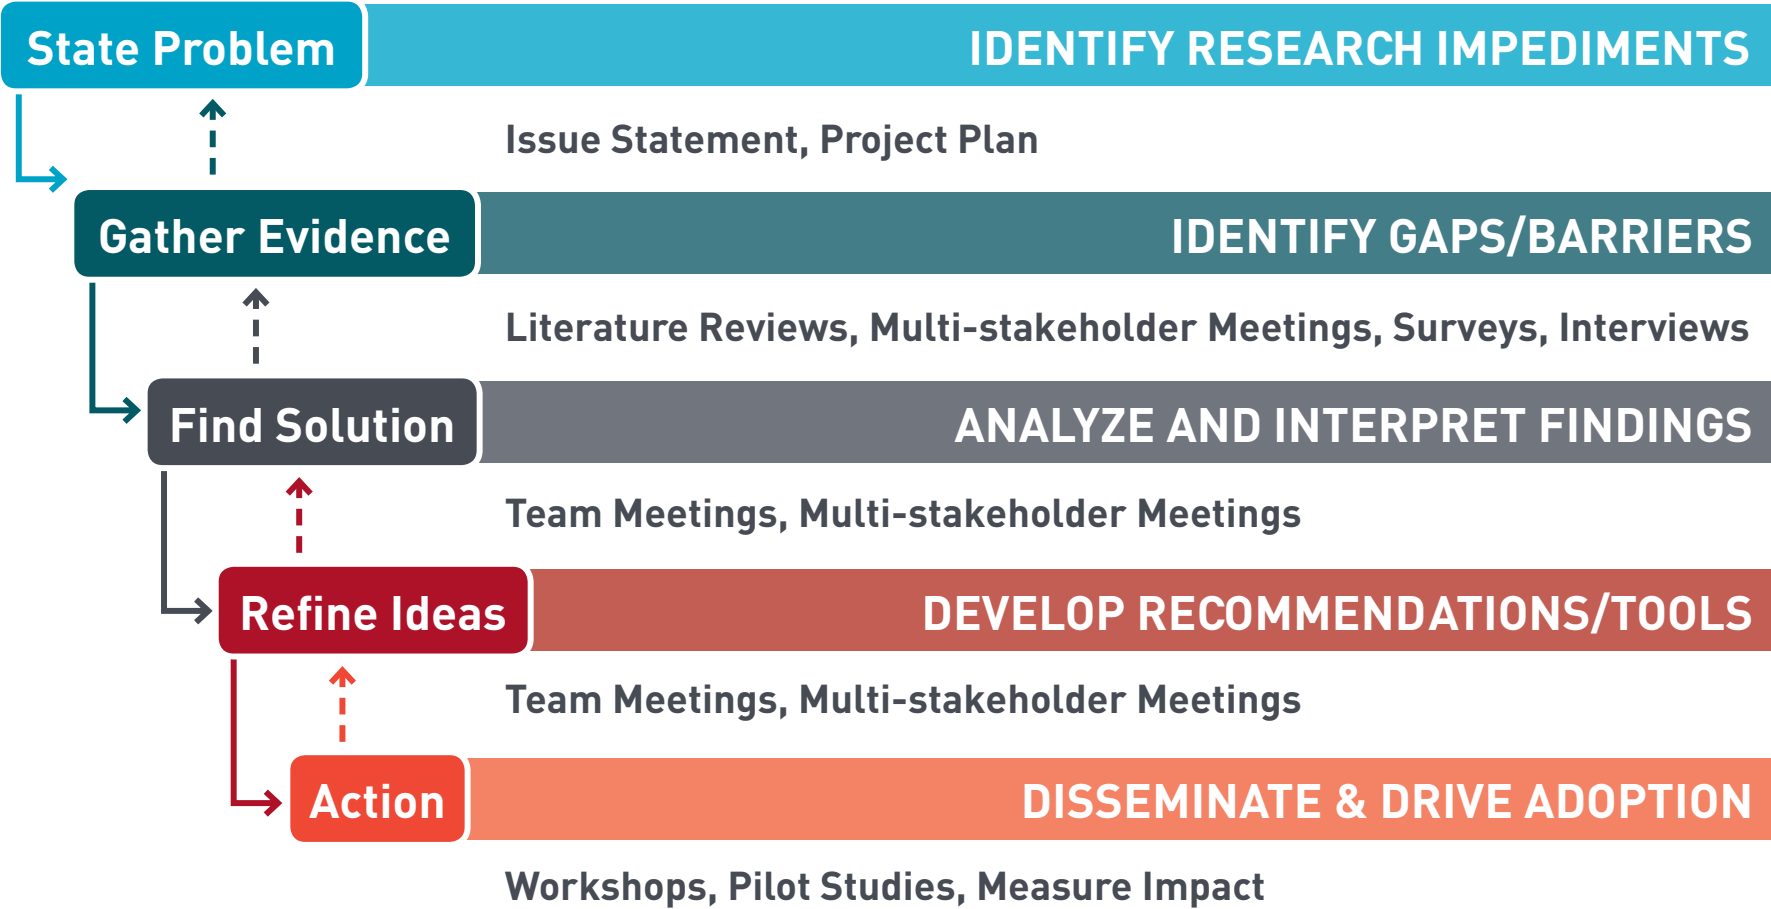 State Problem
IDENTIFY RESEARCH IMPEDIMENTS
Issue Statement, Project Plan
Gather Evidence
IDENTIFY GAPS/BARRIERS
Literature Reviews, Multi-stakeholder Meetings, Surveys, Interviews
Find Solution
ANALYZE AND INTERPRET FINDINGS
Team Meetings, Multi-stakeholder Meetings
Refine Ideas
DEVELOP RECOMMENDATIONS/TOOLS
Team Meetings, Multi-stakeholder Meetings
Action
DISSEMINATE & DRIVE ADOPTION
Workshops, Pilot Studies, Measure Impact